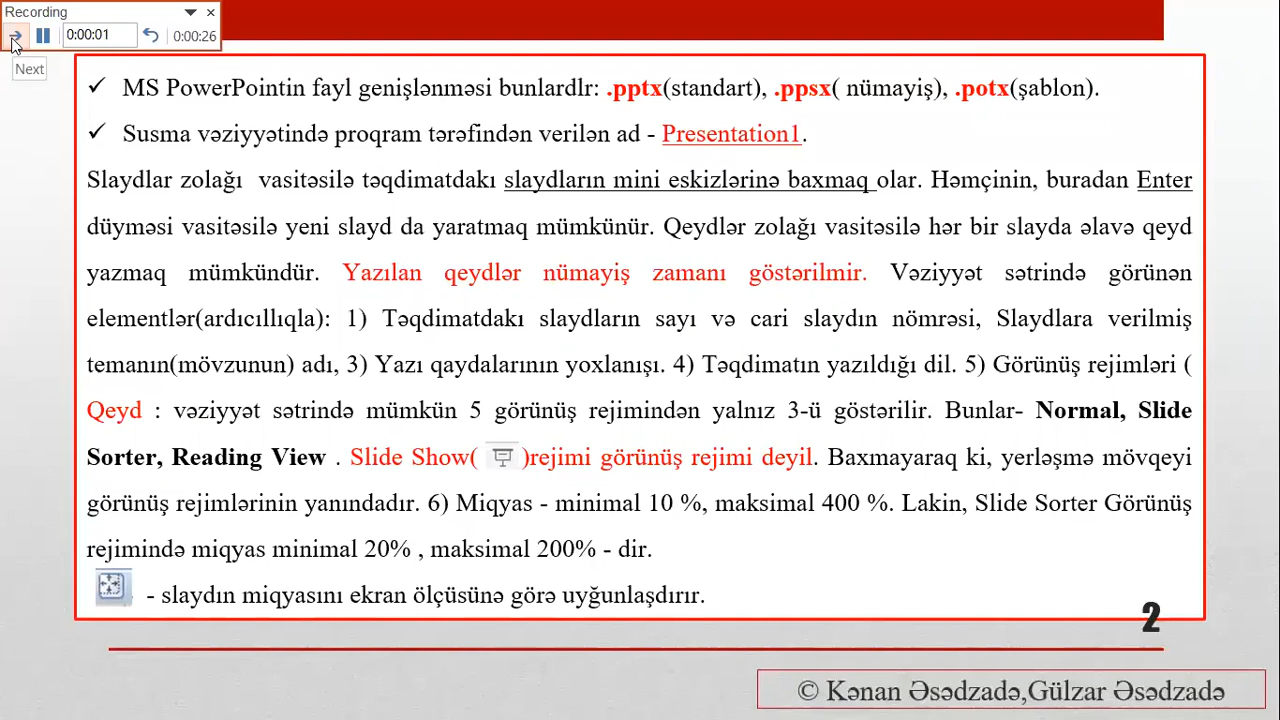 Recording
0:00:01
0:00:26
Next
✓ MS PowerPointin fayl genişlənməsi bunlardlr: .pptx(standart), .ppsx( nümayiş), .potx(şablon).
✓ Susma vəziyyətində proqram tərəfindən verilən ad - Presentation1.
Slaydlar zolağı vasitəsilə təqdimatdakı slaydların mini eskizlərinə baxmaq olar. Həmçinin, buradan Enter
düyməsi vasitəsilə yeni slayd da yaratmaq mümkünür. Qeydlər zolağı vasitəsilə hər bir slayda əlavə qeyd
yazmaq mümkündür. Yazılan qeydlər nümayiş zamanı göstərilmir. Vəziyyət sətrində görünən
elementlər(ardıcıllıqla): 1) Təqdimatdakı slaydların sayı və cari slaydın nömrəsi, Slaydlara verilmiş
temanın(mövzunun) adı, 3) Yazı qaydalarının yoxlanışı. 4) Təqdimatın yazıldığı dil. 5) Görünüş rejimləri (
Qeyd : vəziyyət sətrində mümkün 5 görünüş rejimindən yalnız 3-ü göstərilir. Bunlar- Normal, Slide
Sorter, Reading View . Slide Show( )rejimi görünüş rejimi deyil. Baxmayaraq ki, yerləşmə mövqeyi
görünüş rejimlərinin yanındadır. 6) Miqyas - minimal 10 %, maksimal 400 %. Lakin, Slide Sorter Görünüş
rejimində miqyas minimal 20% , maksimal 200% - dir.
- slaydın miqyasını ekran ölçüsünə görə uyğunlaşdırır.
2
© Kənan Əsədzadə,Gülzar Əsədzadə